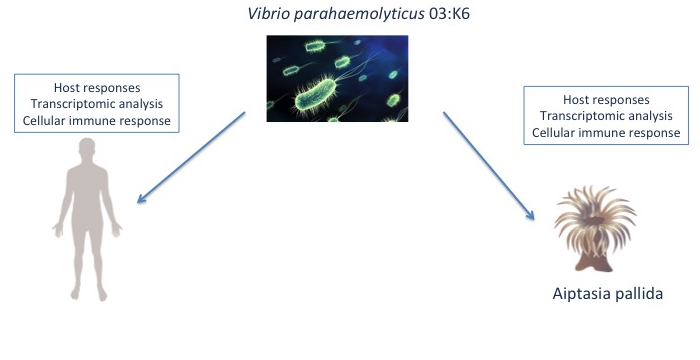 Vibrio parahaemolyticus 03:K6
Host responses
Transcriptomic analysis
Cellular immune response
Host responses
Transcriptomic analysis
Cellular immune response
Aiptasia pallida